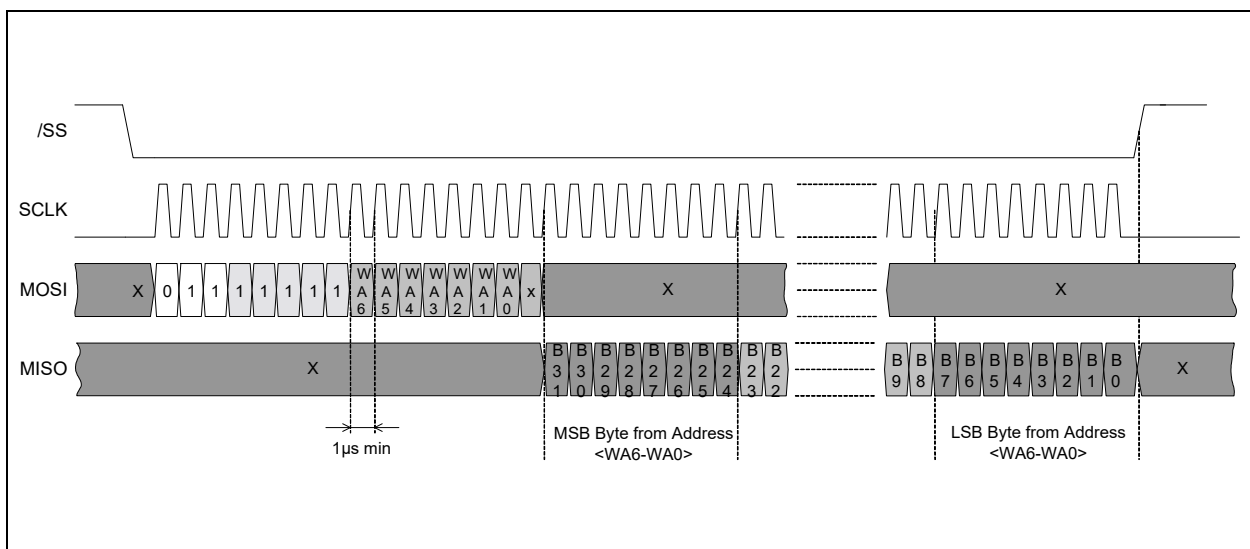 /SS
SCLK
MOSI X 0 1 1 1 1 1 1 1 WA6 WA5 WA4 WA3 WA2 WA1 WA0 x X X
MISO X B31 B30 B29 B28 B27 B26 B25 B24 B23 B22 B9 B8 B7 B6 B5 B4 B3 B2 B1 B0 X
1µs min
MSB Byte from Address
<WA6-WA0>
LSB Byte from Address
<WA6-WA0>